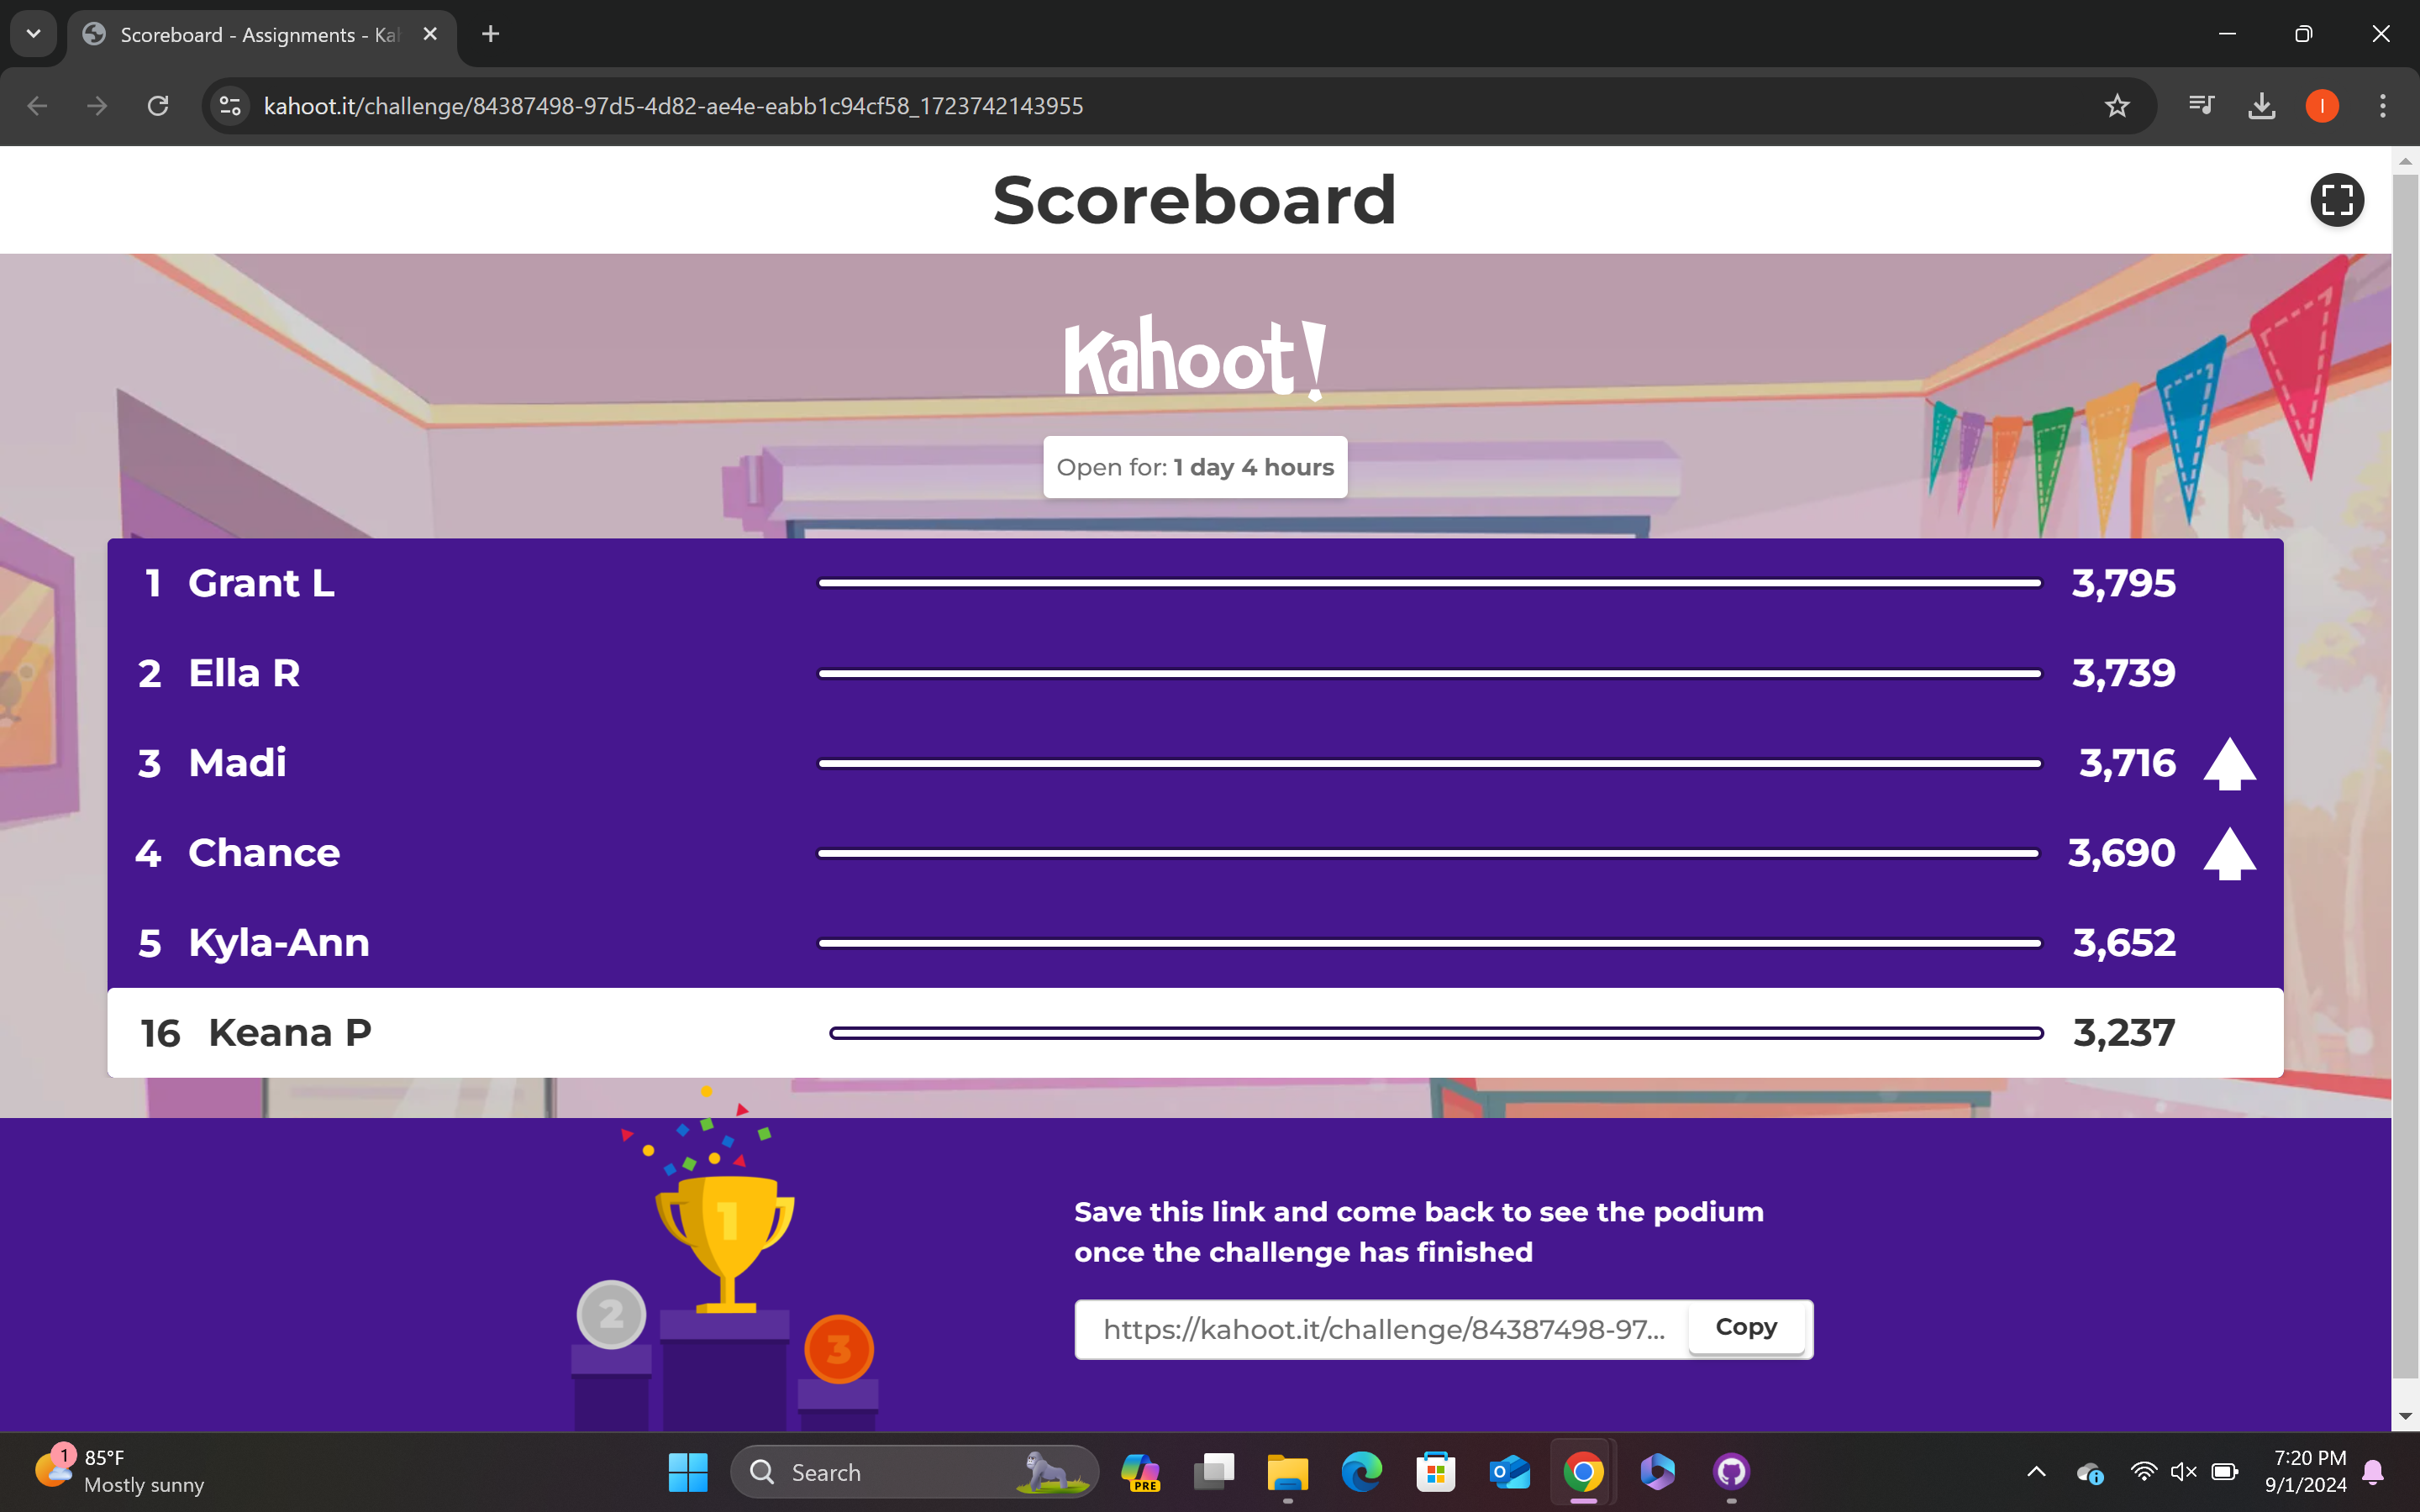 Scoreboard - Assignments - Kah
kahoot.it/challenge/84387498-97d5-4d82-ae4e-eabb1c94cf58_1723742143955
I
Scoreboard
Kahoot!
Open for: 1 day 4 hours
1 Grant L 3,795
2 Ella R 3,739
3 Madi 3,716
4 Chance 3,690
5 Kyla-Ann 3,652
16 Keana P 3,237
1
2
3
Save this link and come back to see the podium
once the challenge has finished
https://kahoot.it/challenge/84387498-97... Copy
1
85°F
Mostly sunny
Search
PRE
7:20 PM
9/1/2024